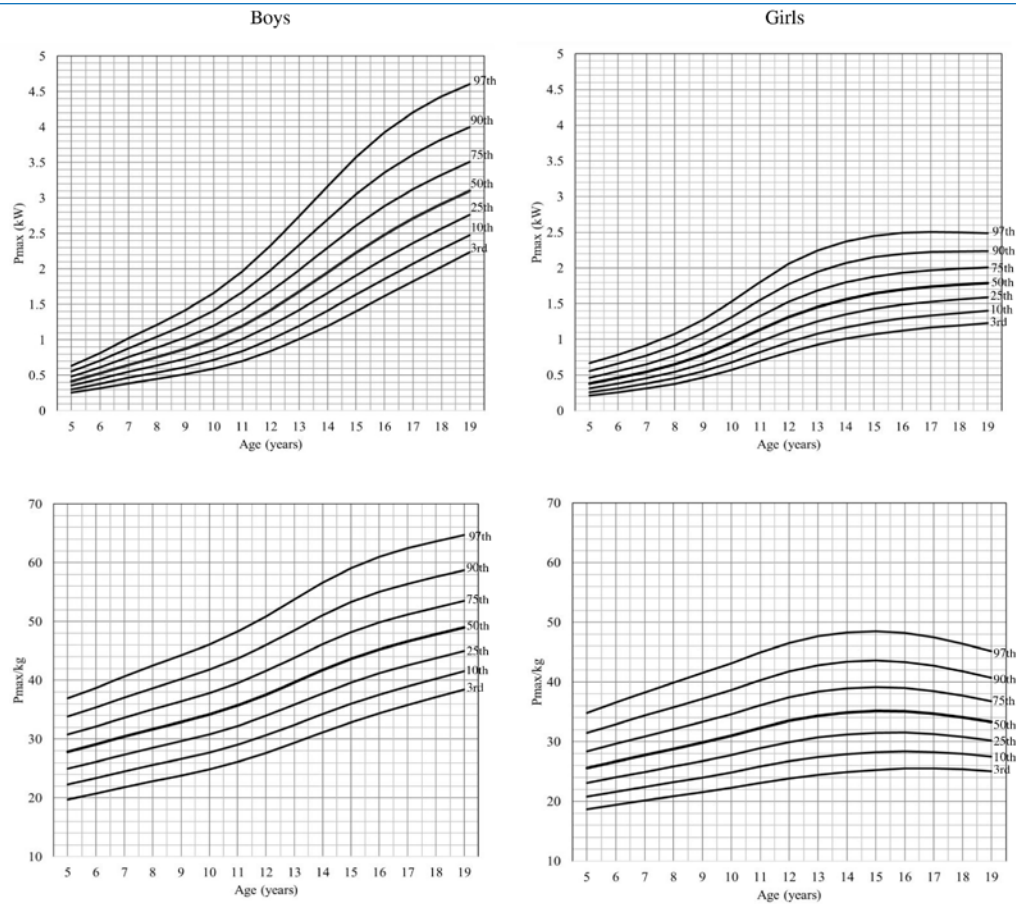 Boys
Girls
5
4.5
4
3.5
3
2.5
2
1.5
1
0.5
0
Pmax (kW)
97th
90th
75th
50th
25th
10th
3rd
5 6 7 8 9 10 11 12 13 14 15 16 17 18 19
Age (years)
5
4.5
4
3.5
3
2.5
2
1.5
1
0.5
0
Pmax (kW)
97th
90th
75th
50th
25th
10th
3rd
5 6 7 8 9 10 11 12 13 14 15 16 17 18 19
Age (years)
70
60
50
40
30
20
10
Pmax/kg
97th
90th
75th
50th
25th
10th
3rd
5 6 7 8 9 10 11 12 13 14 15 16 17 18 19
Age (years)
70
60
50
40
30
20
10
Pmax/kg
97th
90th
75th
50th
25th
10th
3rd
5 6 7 8 9 10 11 12 13 14 15 16 17 18 19
Age (years)